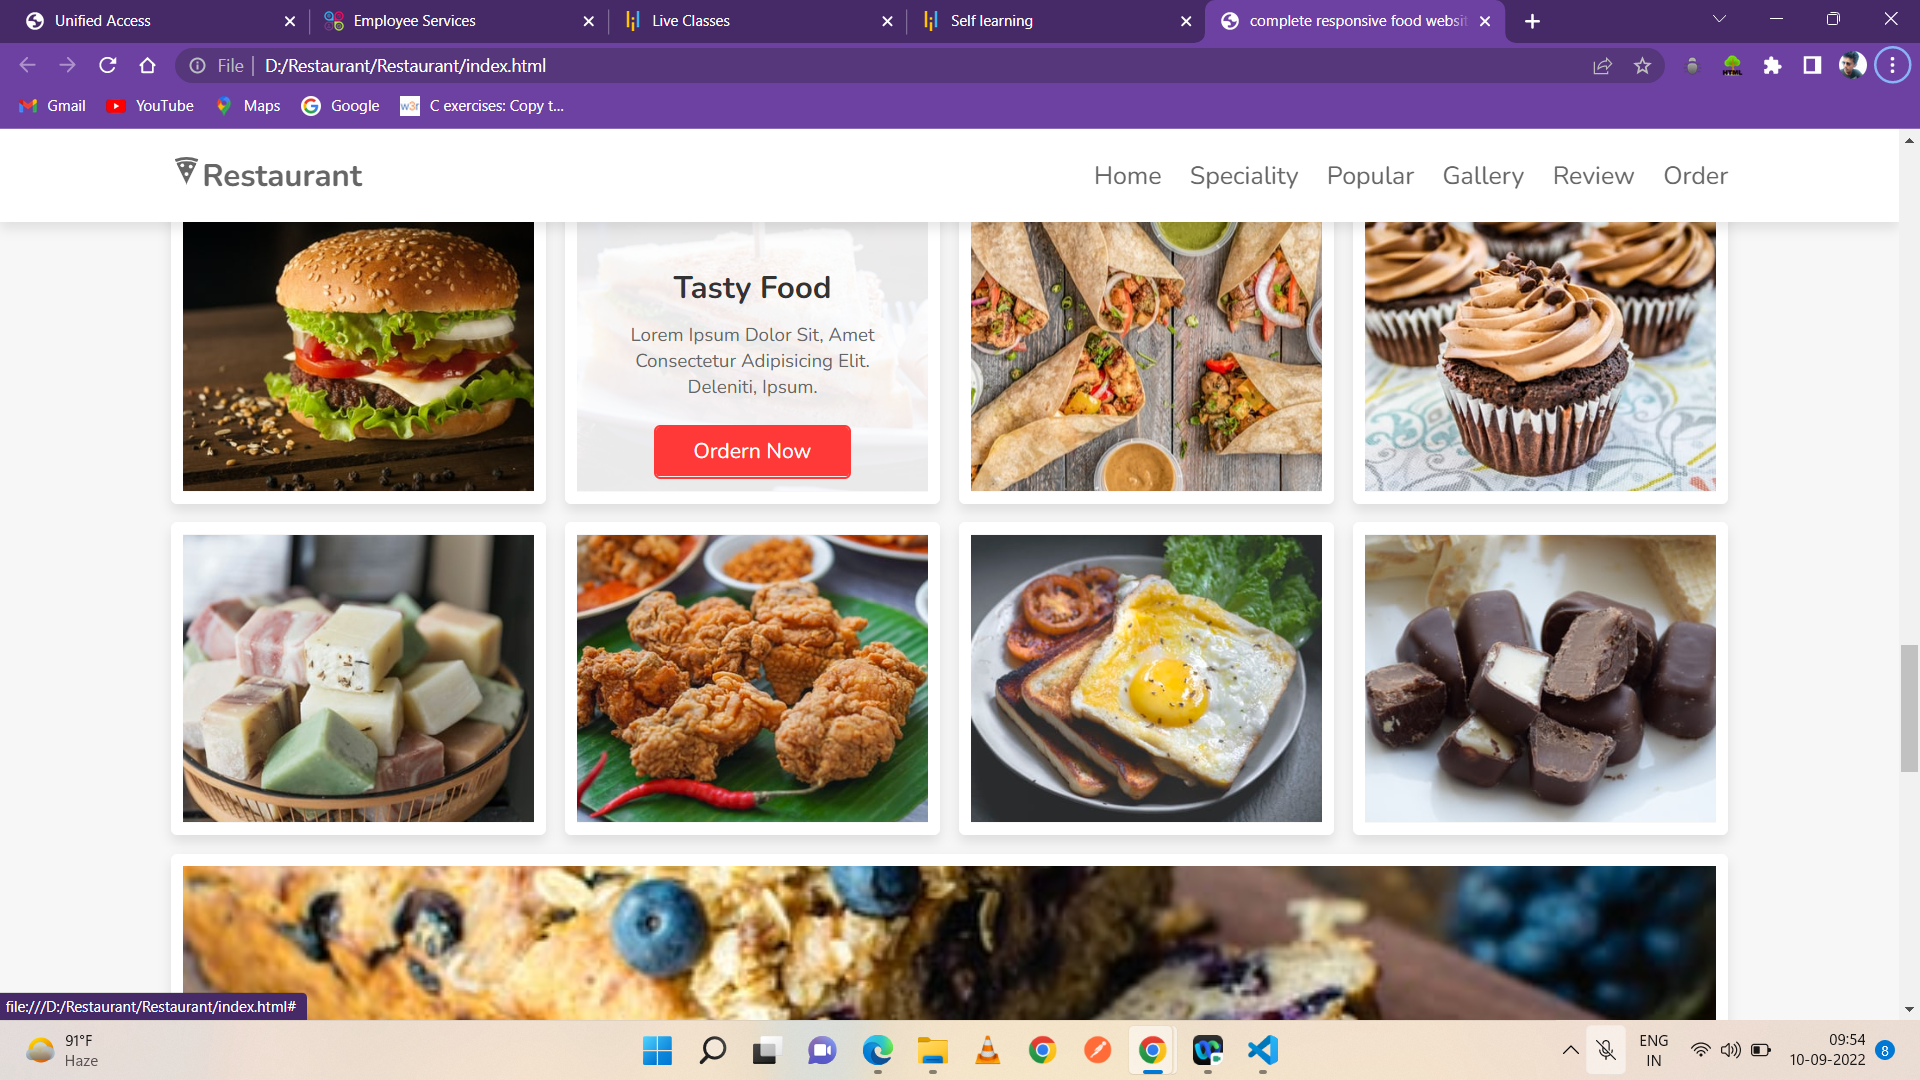 Unified Access
Employee Services
Live Classes
Self learning
complete responsive food websit
File
D:/Restaurant/Restaurant/index.html
HTML
Gmail
YouTube
Maps
Google
w3r
C exercises: Copy t...
Restaurant
Home
Speciality
Popular
Gallery
Review
Order
Tasty Food
Lorem Ipsum Dolor Sit, Amet
Consectetur Adipisicing Elit.
Deleniti, Ipsum.
Ordern Now
file:///D:/Restaurant/Restaurant/index.html#
91°F
Haze
ENG
IN
09:54
10-09-2022
8